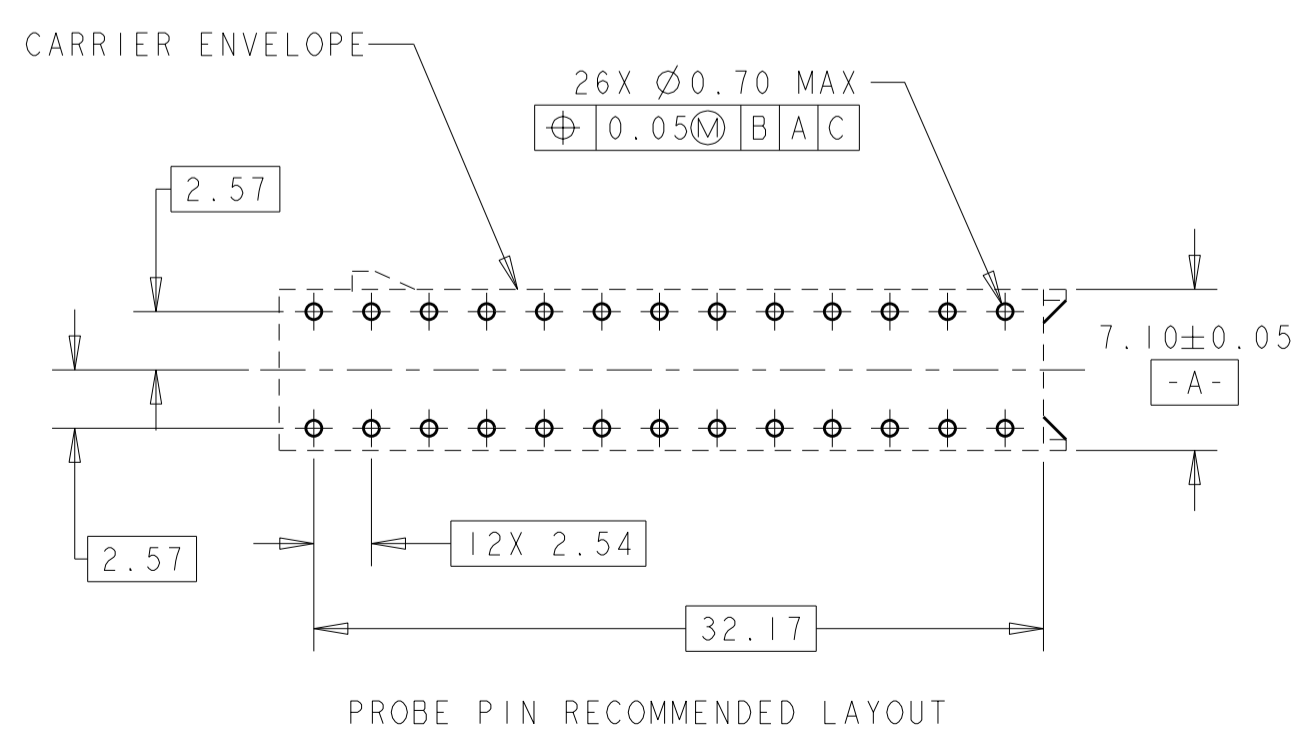 CARRIER ENVELOPE
26X Ø0.70 MAX
⌖ 0.05Ⓜ B A C
2.57
7.10±0.05
-A-
12X 2.54
2.57
32.17
PROBE PIN RECOMMENDED LAYOUT